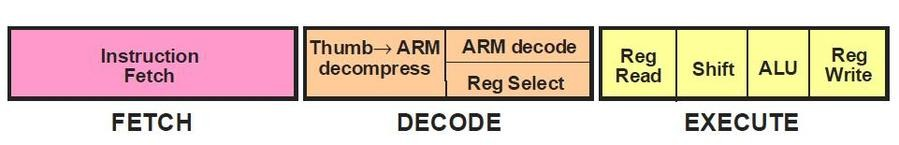 Instruction
Fetch
Thumb→ ARM
decompress
ARM decode
Reg Select
Reg
Read
Shift
ALU
Reg
Write
FETCH
DECODE
EXECUTE